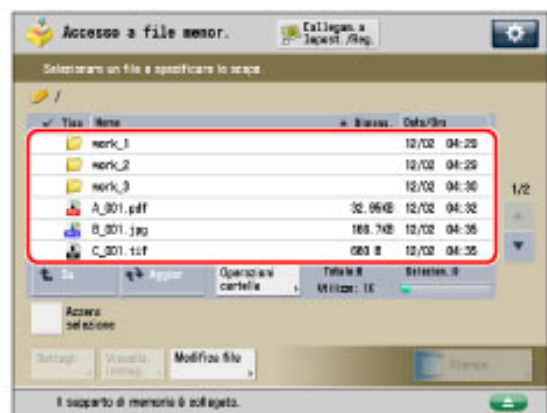 Accesso a file memor.
Collegam. a
Impost./Reg.
Selezionare un file e specificare lo scopo.
/
✓ Tipo Nome ▲ Dimens. Data/Ora
work_1 12/02 04:29
work_2 12/02 04:29
work_3 12/02 04:30
A_001.pdf 32.95KB 12/02 04:32
B_001.jpg 168.74B 12/02 04:35
C_001.tif 680 B 12/02 04:35
1/2
Su
Aggior.
Operazioni
cartella
Totale:8
Utilizz: 1%
Selezion.:0
Azzera
selezione
Dettagli
Visualiz.
Modifica file
Stampa
Il supporto di memoria è collegato.